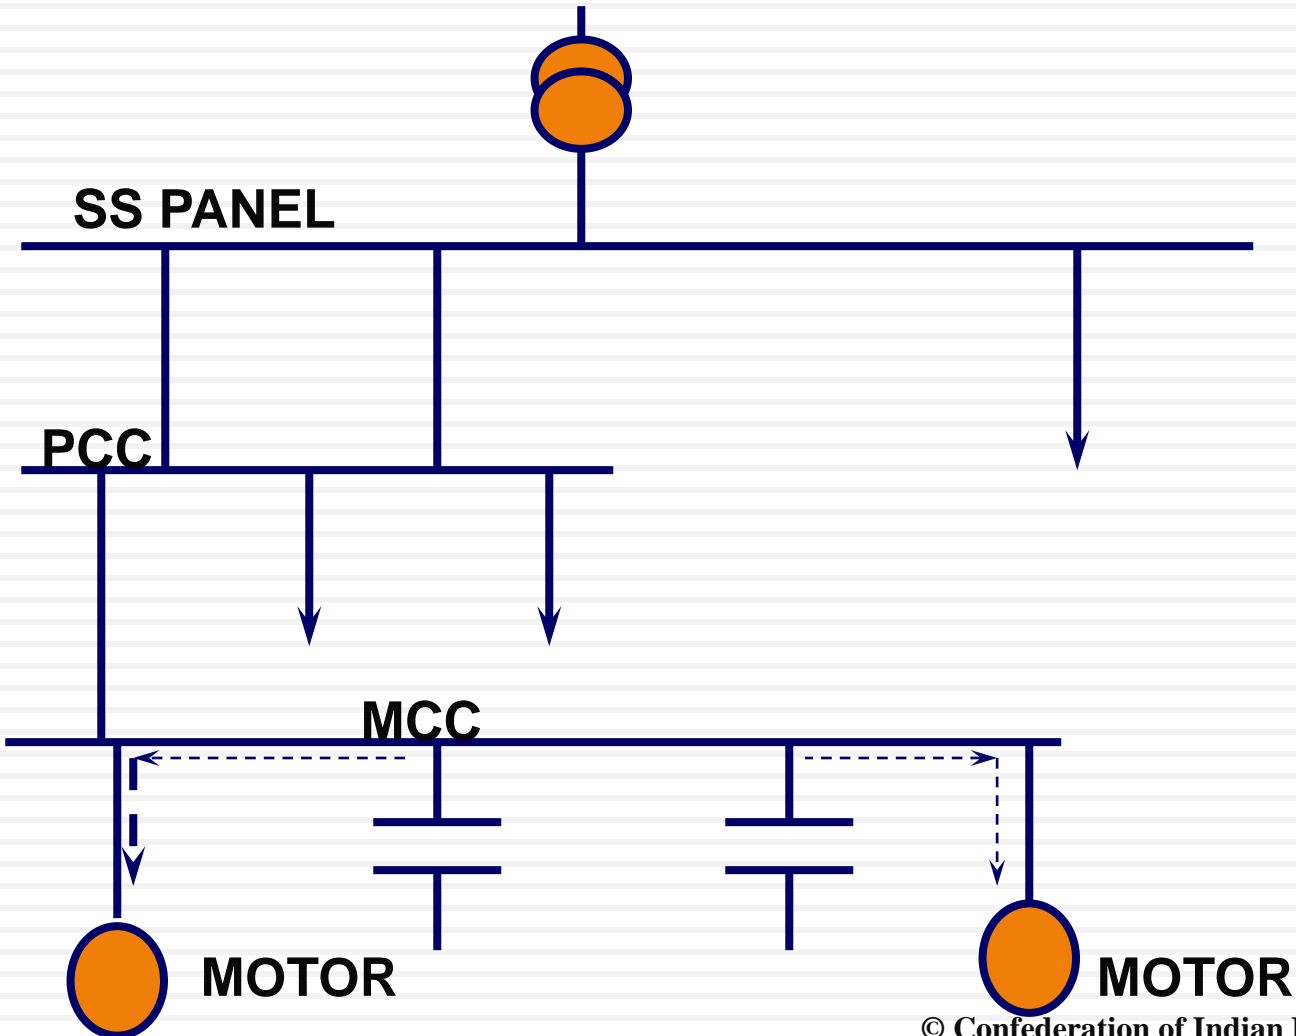 SS PANEL
PCC
MCC
MOTOR
MOTOR
© Confederation of Indian